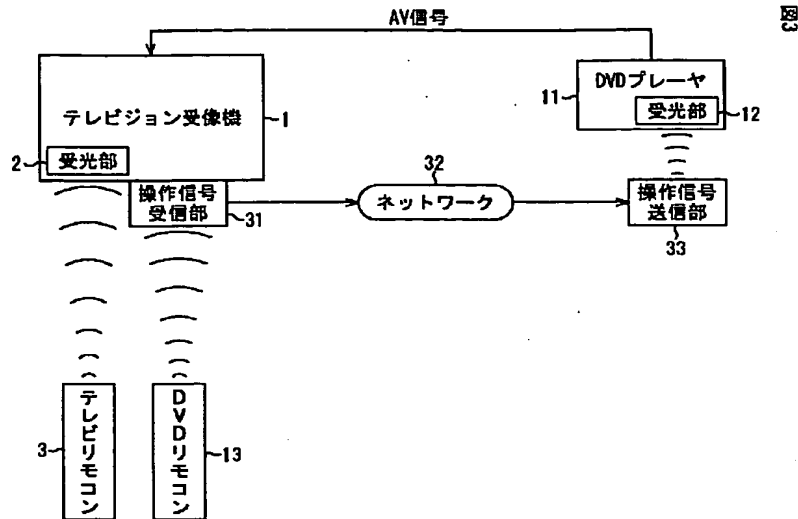 図3
AV信号
テレビジョン受像機
1
2
受光部
操作信号
受信部
31
32
ネットワーク
11
DVDプレーヤ
受光部
12
操作信号
送信部
33
3
テレビリモコン
DVDリモコン
13